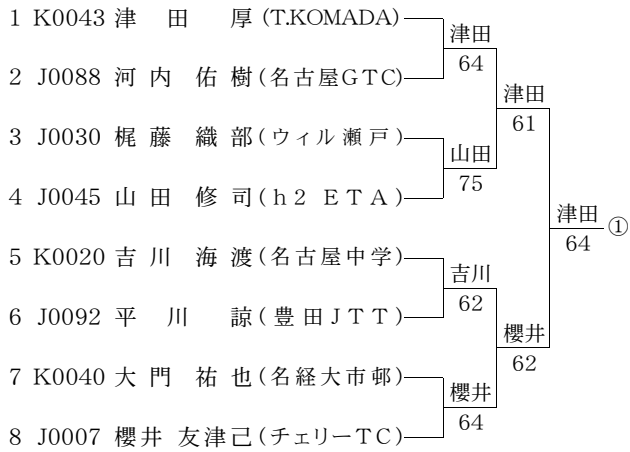 1 K0043 津田 厚 (T.KOMADA)
津田
2 J0088 河内 佑樹 (名古屋GTC)
64
津田
3 J0030 梶藤 織部 (ウィル瀬戸)
61
山田
4 J0045 山田 修司 (h2 ETA)
75
津田
①
64
5 K0020 吉川 海渡 (名古屋中学)
吉川
6 J0092 平川 諒 (豊田JTT)
62
櫻井
7 K0040 大門 祐也 (名経大市邨)
62
櫻井
8 J0007 櫻井 友津己 (チェリーTC)
64